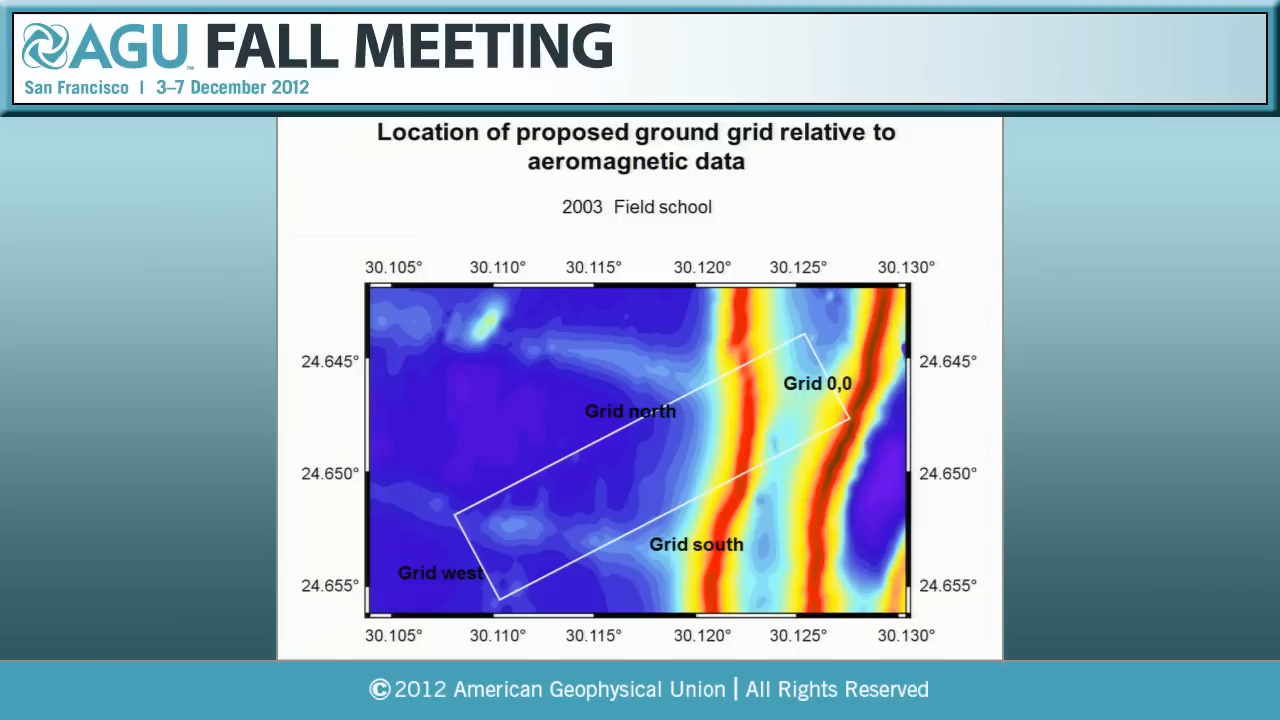 AGU™ FALL MEETING
San Francisco | 3–7 December 2012
Location of proposed ground grid relative to
aeromagnetic data
2003 Field school
30.105° 30.110° 30.115° 30.120° 30.125° 30.130°
24.645° 24.645°
Grid 0,0
Grid north
24.650° 24.650°
Grid south
Grid west
24.655° 24.655°
30.105° 30.110° 30.115° 30.120° 30.125° 30.130°
© 2012 American Geophysical Union | All Rights Reserved